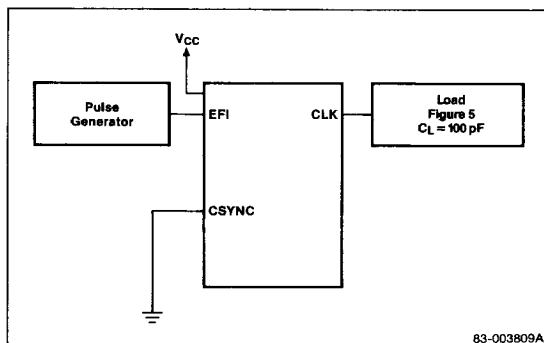 VCC
Pulse
Generator
EFI
CLK
Load
Figure 5
CL = 100 pF
CSYNC
83-003809A